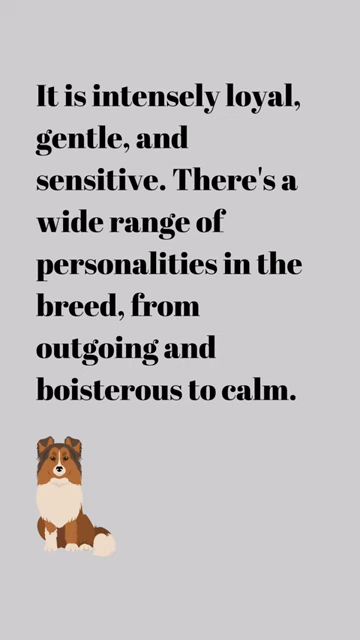 It is intensely loyal,
gentle, and
sensitive. There's a
wide range of
personalities in the
breed, from
outgoing and
boisterous to calm.